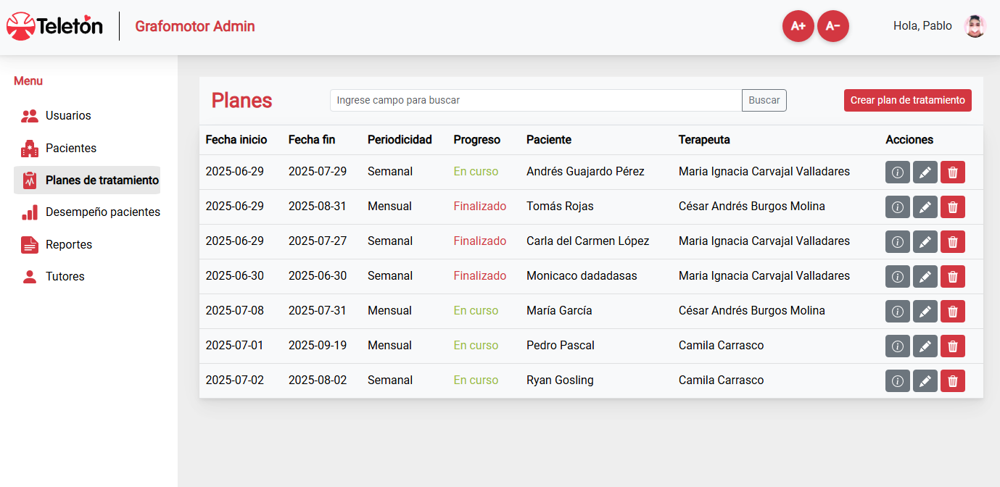 Teletón
Grafomotor Admin
A+ A−
Hola, Pablo
Menu
Usuarios
Pacientes
Planes de tratamiento
Desempeño pacientes
Reportes
Tutores
Planes
Ingrese campo para buscar
Buscar
Crear plan de tratamiento
Fecha inicio Fecha fin Periodicidad Progreso Paciente Terapeuta Acciones
2025-06-29 2025-07-29 Semanal En curso Andrés Guajardo Pérez Maria Ignacia Carvajal Valladares
2025-06-29 2025-08-31 Mensual Finalizado Tomás Rojas César Andrés Burgos Molina
2025-06-29 2025-07-27 Semanal Finalizado Carla del Carmen López Maria Ignacia Carvajal Valladares
2025-06-30 2025-06-30 Semanal Finalizado Monicaco dadadasas Maria Ignacia Carvajal Valladares
2025-07-08 2025-07-31 Mensual En curso María García César Andrés Burgos Molina
2025-07-01 2025-09-19 Mensual En curso Pedro Pascal Camila Carrasco
2025-07-02 2025-08-02 Semanal En curso Ryan Gosling Camila Carrasco